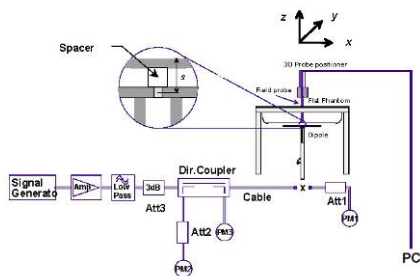 z
y
x
Spacer
s
3D Probe positioner
Field probe
Flat Phantom
Dipole
Dir.Coupler
Signal
Generato
Amp
Low
Pass
3dB
Att3
Cable
x
Att1
PM1
Att2
PM3
PM2
PC